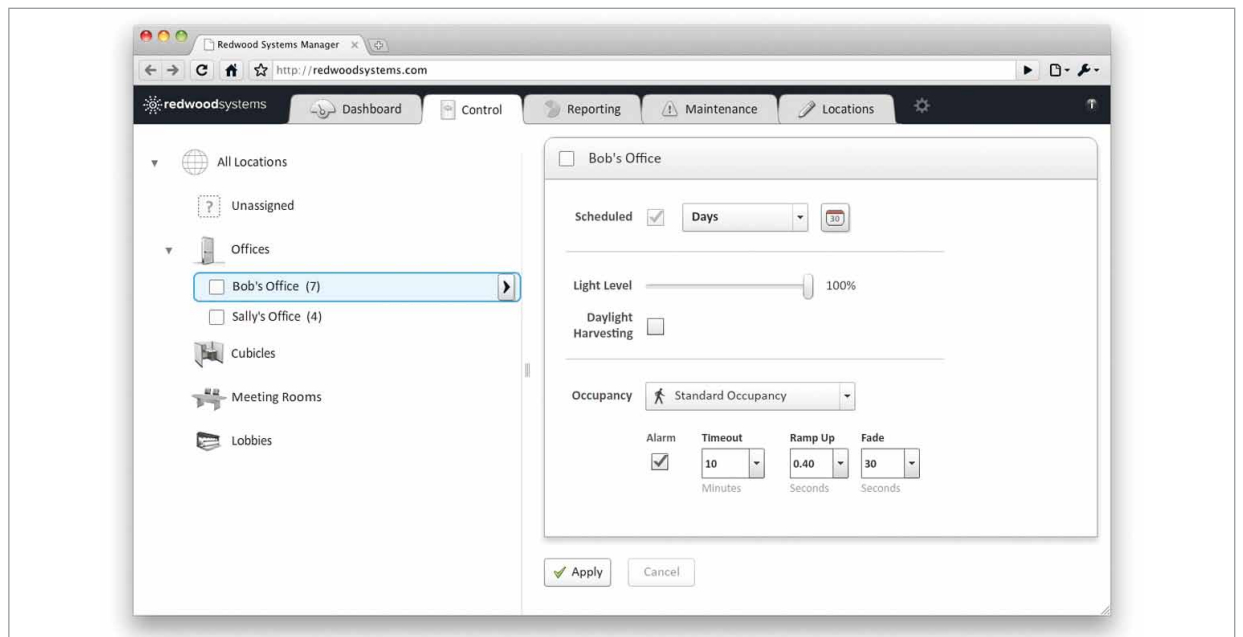 Redwood Systems Manager
http://redwoodsystems.com
redwoodsystems
Dashboard
Control
Reporting
Maintenance
Locations
All Locations
Unassigned
Offices
Bob's Office (7)
Sally's Office (4)
Cubicles
Meeting Rooms
Lobbies
Bob's Office
Scheduled Days 30
Light Level 100%
Daylight
Harvesting
Occupancy Standard Occupancy
Alarm Timeout Ramp Up Fade
10 0.40 30
Minutes Seconds Seconds
Apply Cancel